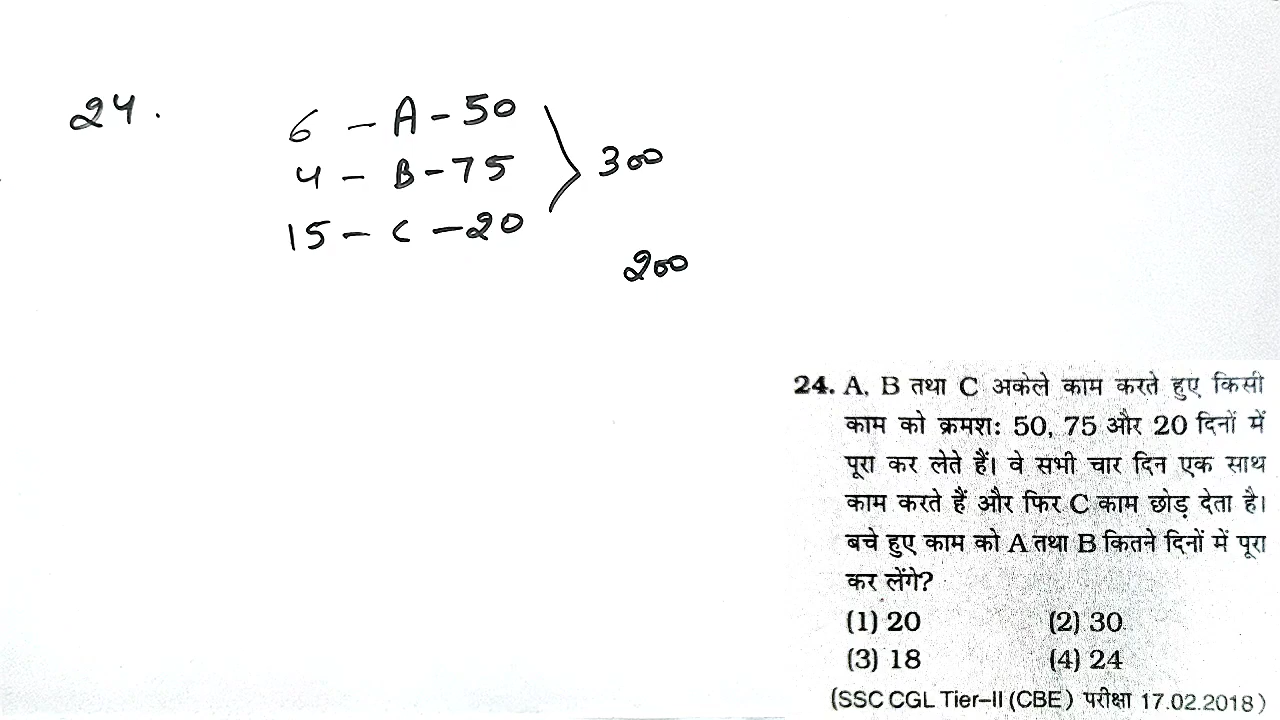 24.
6 - A - 50
4 - B - 75
300
15 - C - 20
200
24. A, B तथा C अकेले काम करते हुए किसी
काम को क्रमश: 50, 75 और 20 दिनों में
पूरा कर लेते हैं। वे सभी चार दिन एक साथ
काम करते हैं और फिर C काम छोड़ देता है।
बचे हुए काम को A तथा B कितने दिनों में पूरा
कर लेंगे?
(1) 20 (2) 30
(3) 18 (4) 24
(SSC CGL Tier-II (CBE) परीक्षा 17.02.2018)